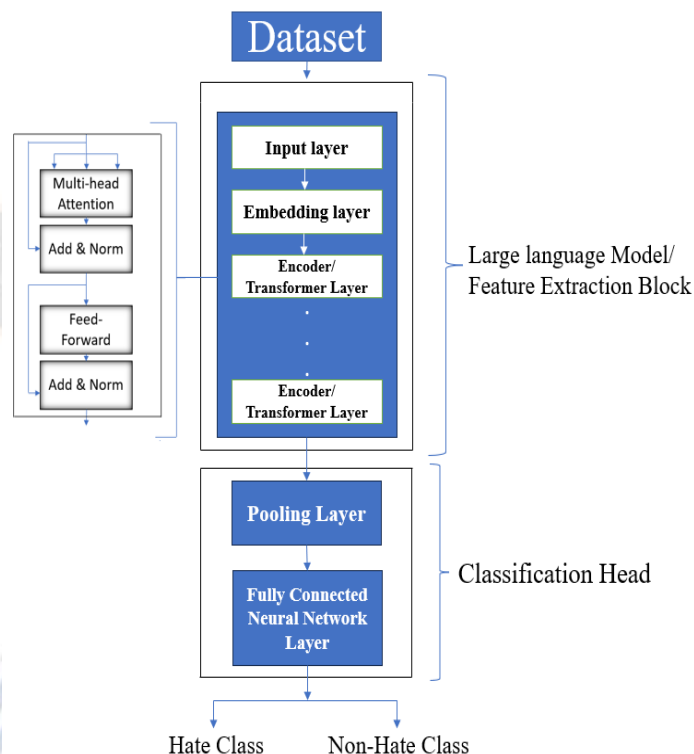 Dataset
Input layer
Embedding layer
Encoder/
Transformer Layer
.
.
.
Encoder/
Transformer Layer
Multi-head
Attention
Add & Norm
Feed-
Forward
Add & Norm
Large language Model/
Feature Extraction Block
Pooling Layer
Fully Connected
Neural Network
Layer
Classification Head
Hate Class
Non-Hate Class